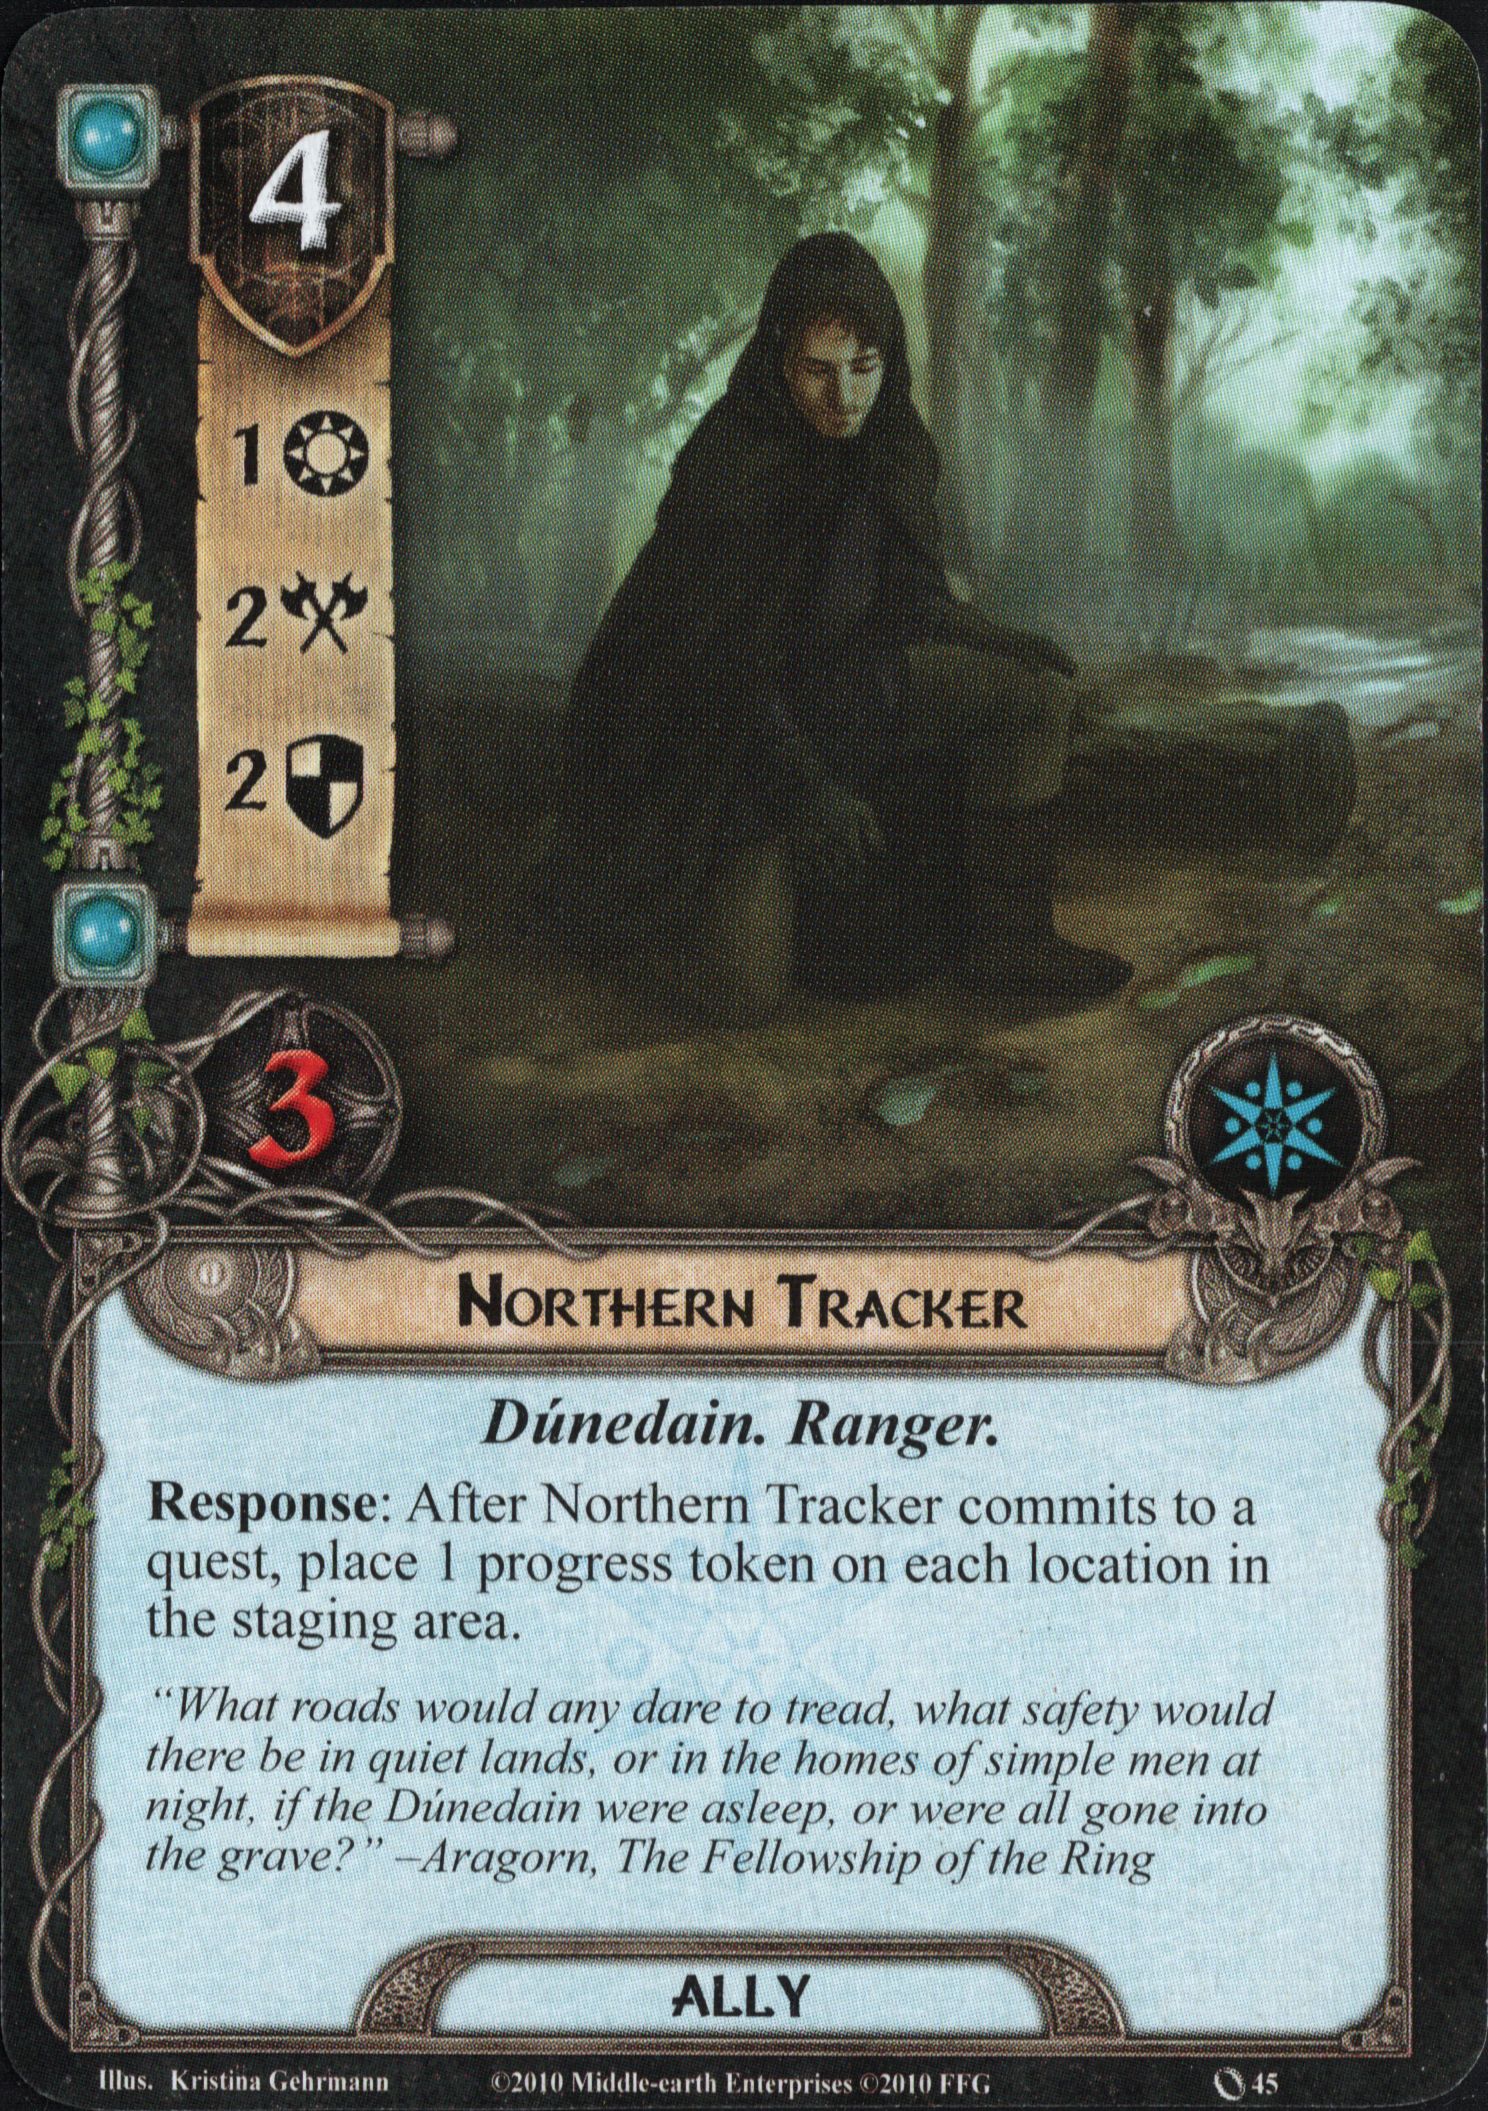 4
1
2
2
3
NORTHERN TRACKER
Dúnedain. Ranger.
Response: After Northern Tracker commits to a
quest, place 1 progress token on each location in
the staging area.
“What roads would any dare to tread, what safety would
there be in quiet lands, or in the homes of simple men at
night, if the Dúnedain were asleep, or were all gone into
the grave?” –Aragorn, The Fellowship of the Ring
ALLY
Illus. Kristina Gehrmann
©2010 Middle-earth Enterprises ©2010 FFG
45